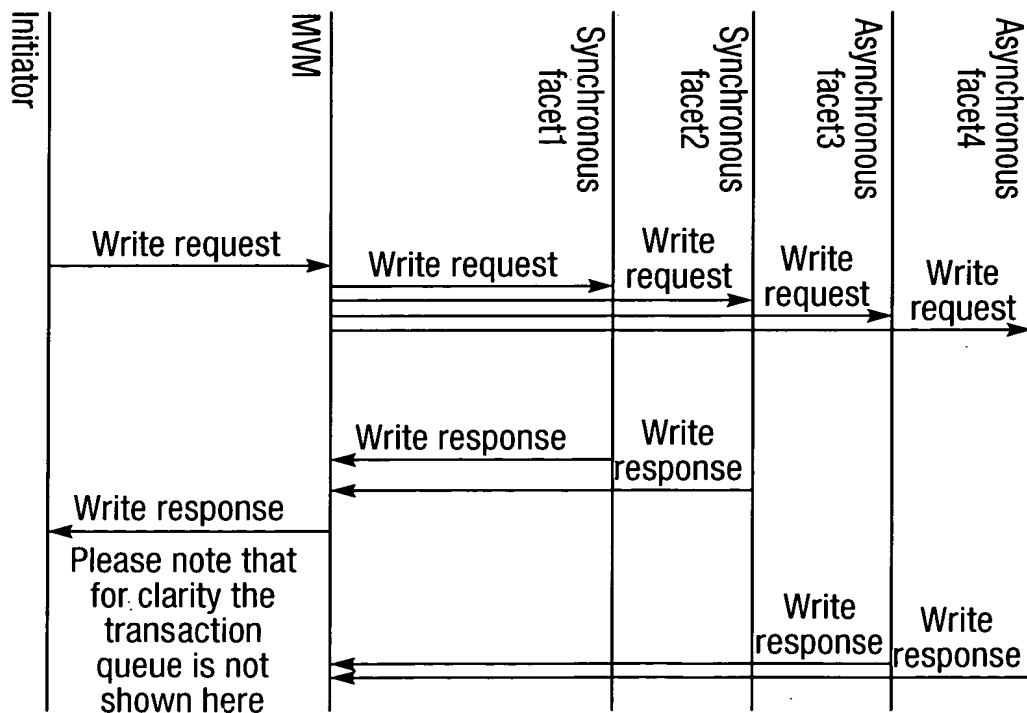 Initiator
MVM
Synchronous
facet1
Synchronous
facet2
Asynchronous
facet3
Asynchronous
facet4
Write request
Write request
Write
request
Write
request
Write
request
Write response
Write
response
Write response
Please note that
for clarity the
transaction
queue is not
shown here
Write
response
Write
response